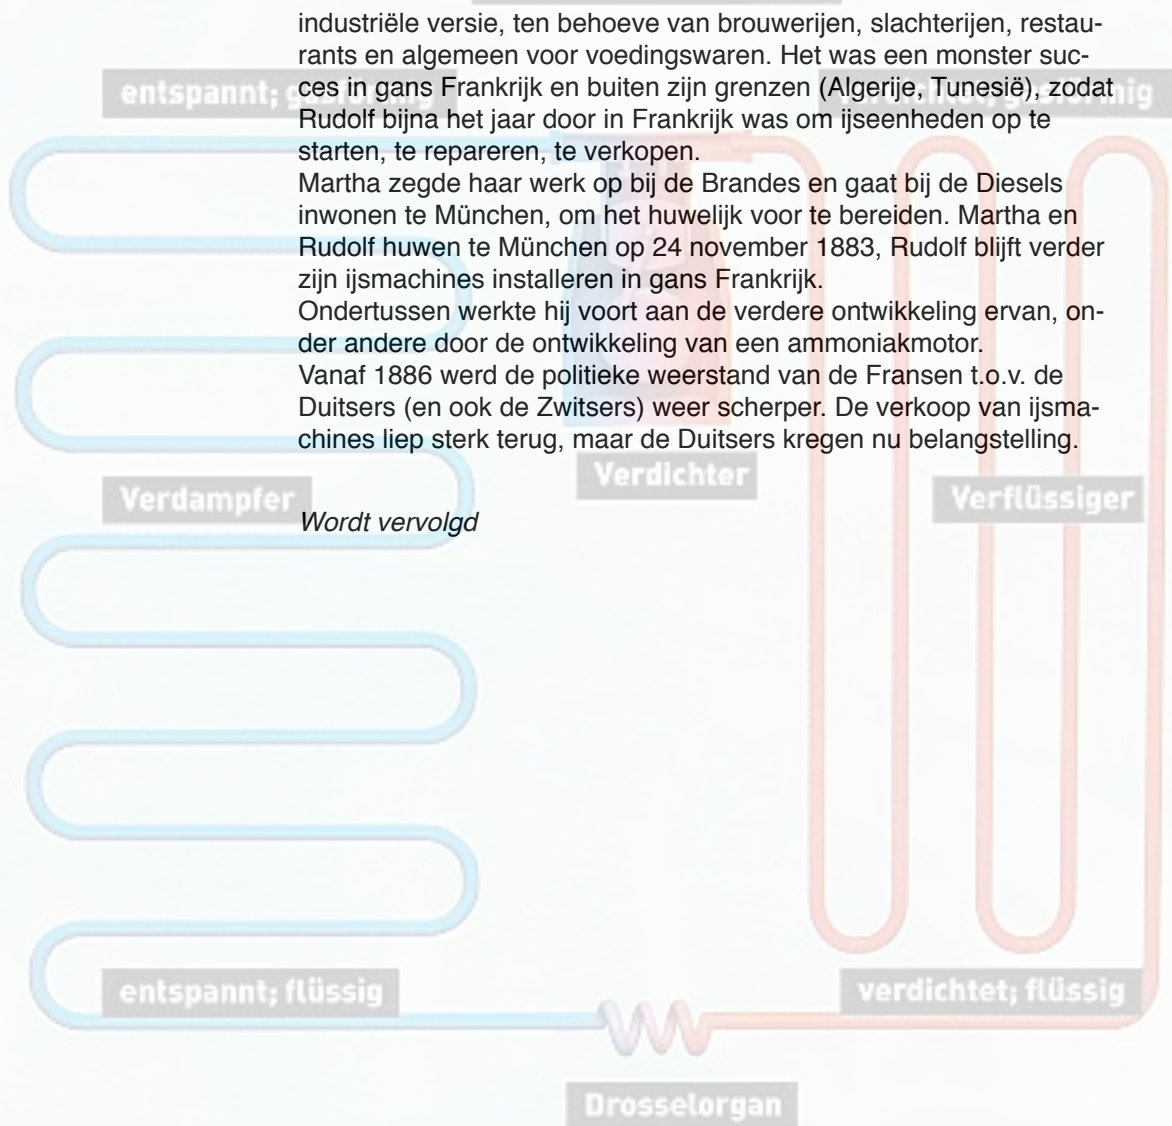 industriële versie, ten behoeve van brouwerijen, slachterijen, restau-
rants en algemeen voor voedingswaren. Het was een monster suc-
ces in gans Frankrijk en buiten zijn grenzen (Algerije, Tunesië), zodat
Rudolf bijna het jaar door in Frankrijk was om ijseenheden op te
starten, te repareren, te verkopen.
Martha zegde haar werk op bij de Brandes en gaat bij de Diesels
inwonen te München, om het huwelijk voor te bereiden. Martha en
Rudolf huwen te München op 24 november 1883, Rudolf blijft verder
zijn ijsmachines installeren in gans Frankrijk.
Ondertussen werkte hij voort aan de verdere ontwikkeling ervan, on-
der andere door de ontwikkeling van een ammoniakmotor.
Vanaf 1886 werd de politieke weerstand van de Fransen t.o.v. de
Duitsers (en ook de Zwitsers) weer scherper. De verkoop van ijsma-
chines liep sterk terug, maar de Duitsers kregen nu belangstelling.
Wordt vervolgd
entspannt; gasförmig
verdichtet; gasförmig
Verdampfer
Verdichter
Verflüssiger
entspannt; flüssig
verdichtet; flüssig
Drosselorgan